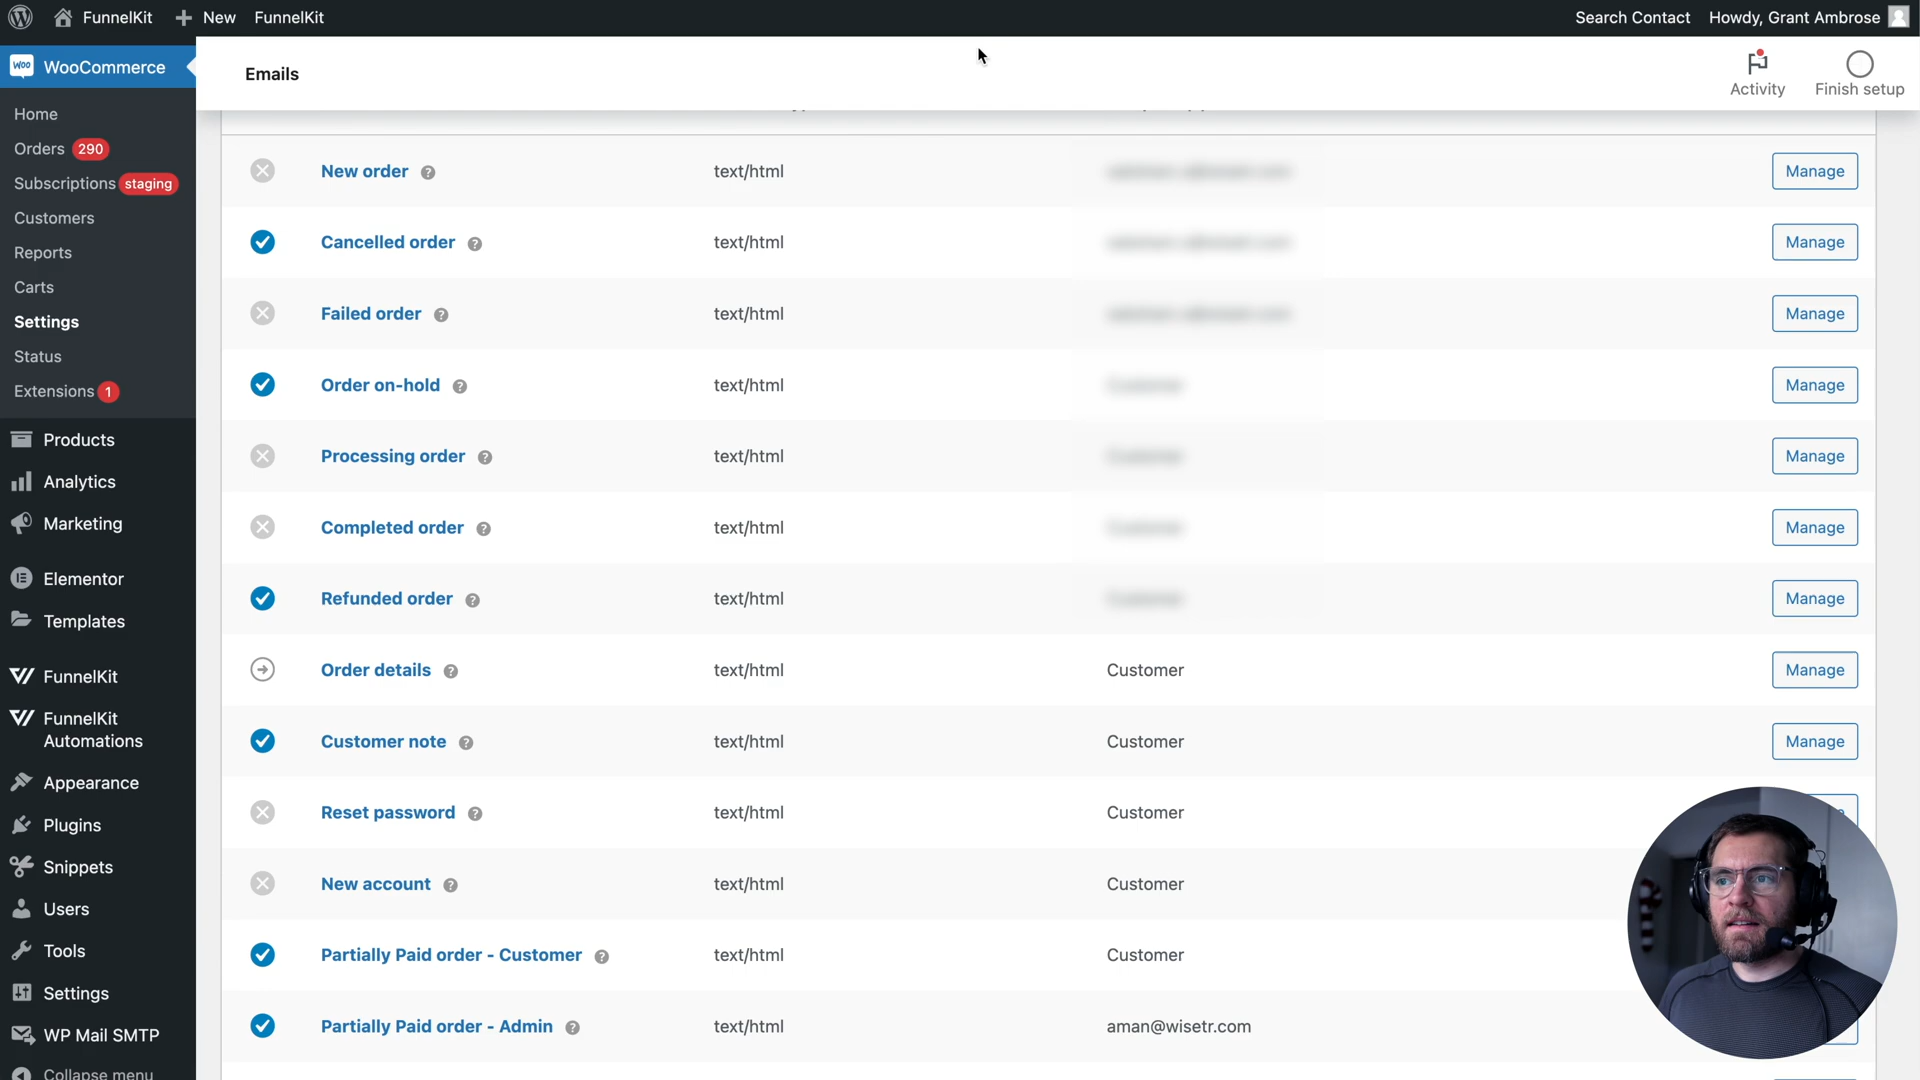 FunnelKit
New
FunnelKit
Search Contact
Howdy, Grant Ambrose
Woo
WooCommerce
Emails
Activity
Finish setup
Home
Orders 290
Subscriptions staging
Customers
Reports
Carts
Settings
Status
Extensions 1
Products
Analytics
Marketing
Elementor
Templates
FunnelKit
FunnelKit
Automations
Appearance
Plugins
Snippets
Users
Tools
Settings
WP Mail SMTP
Collapse menu
New order ? text/html Manage
Cancelled order ? text/html Manage
Failed order ? text/html Manage
Order on-hold ? text/html Manage
Processing order ? text/html Manage
Completed order ? text/html Manage
Refunded order ? text/html Manage
Order details ? text/html Customer Manage
Customer note ? text/html Customer Manage
Reset password ? text/html Customer
New account ? text/html Customer
Partially Paid order - Customer ? text/html Customer
Partially Paid order - Admin ? text/html aman@wisetr.com